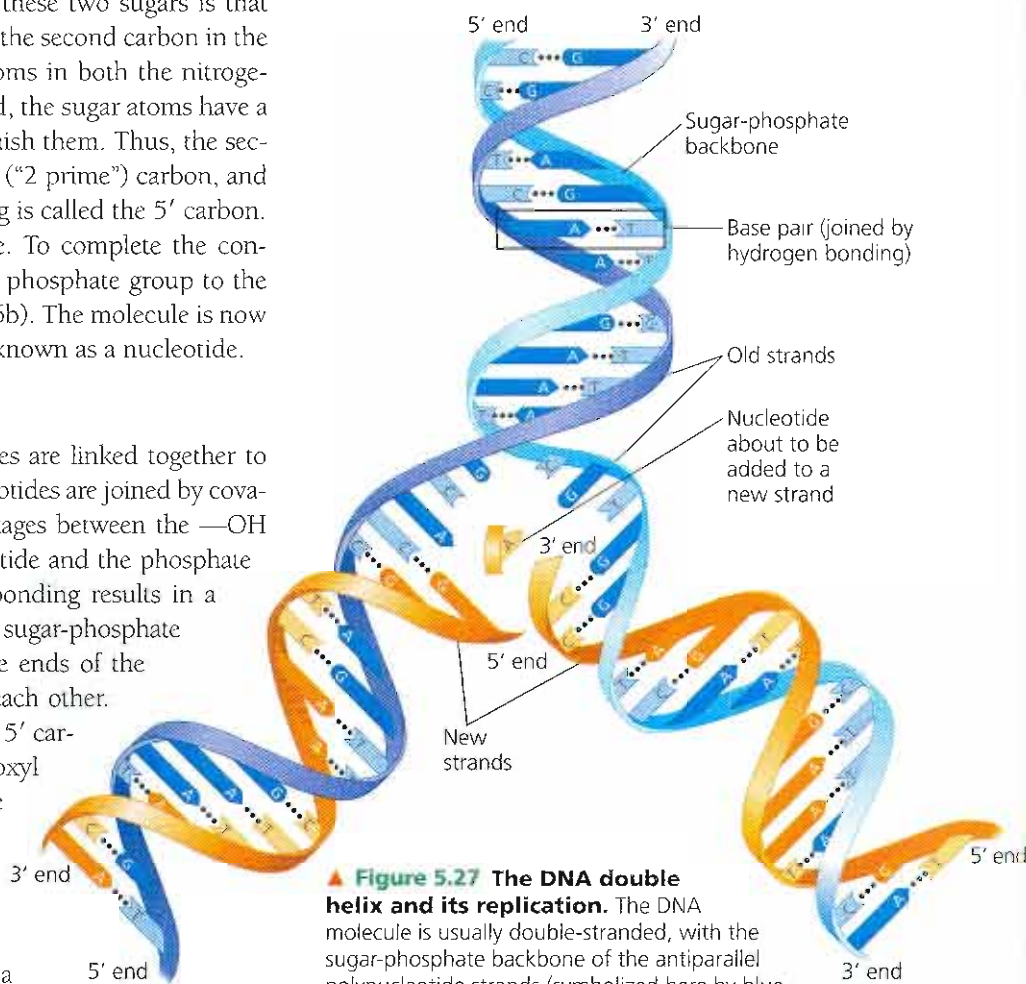 these two sugars is that
the second carbon in the
oms in both the nitroge-
d, the sugar atoms have a
ish them. Thus, the sec-
(“2 prime”) carbon, and
g is called the 5′ carbon.
e. To complete the con-
phosphate group to the
5b). The molecule is now
known as a nucleotide.
es are linked together to
otides are joined by cova-
ages between the —OH
tide and the phosphate
bonding results in a
sugar-phosphate
e ends of the
each other.
5′ car-
oxyl
e
a
5′ end
3′ end
C G
C G
Sugar-phosphate
backbone
T A
C G
A T
Base pair (joined by
hydrogen bonding)
A T
G C
A T
A T
T A
Old strands
Nucleotide
about to be
added to a
new strand
G
C
A
C
G
T
A
3′ end
5′ end
New
strands
3′ end
5′ end
5′ end
3′ end
▲ Figure 5.27 The DNA double
helix and its replication. The DNA
molecule is usually double-stranded, with the
sugar-phosphate backbone of the antiparallel
polynucleotide strands (symbolized here by blue